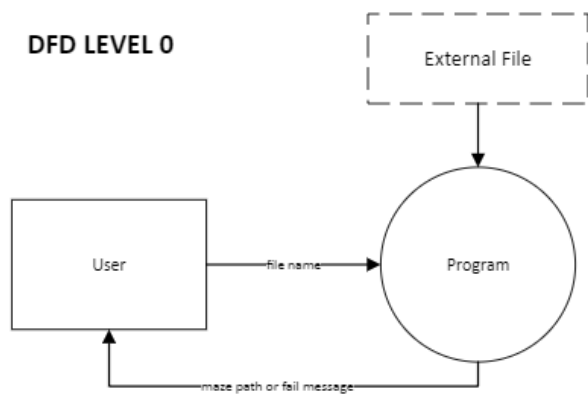 DFD LEVEL 0
External File
User
file name
Program
maze path or fail message